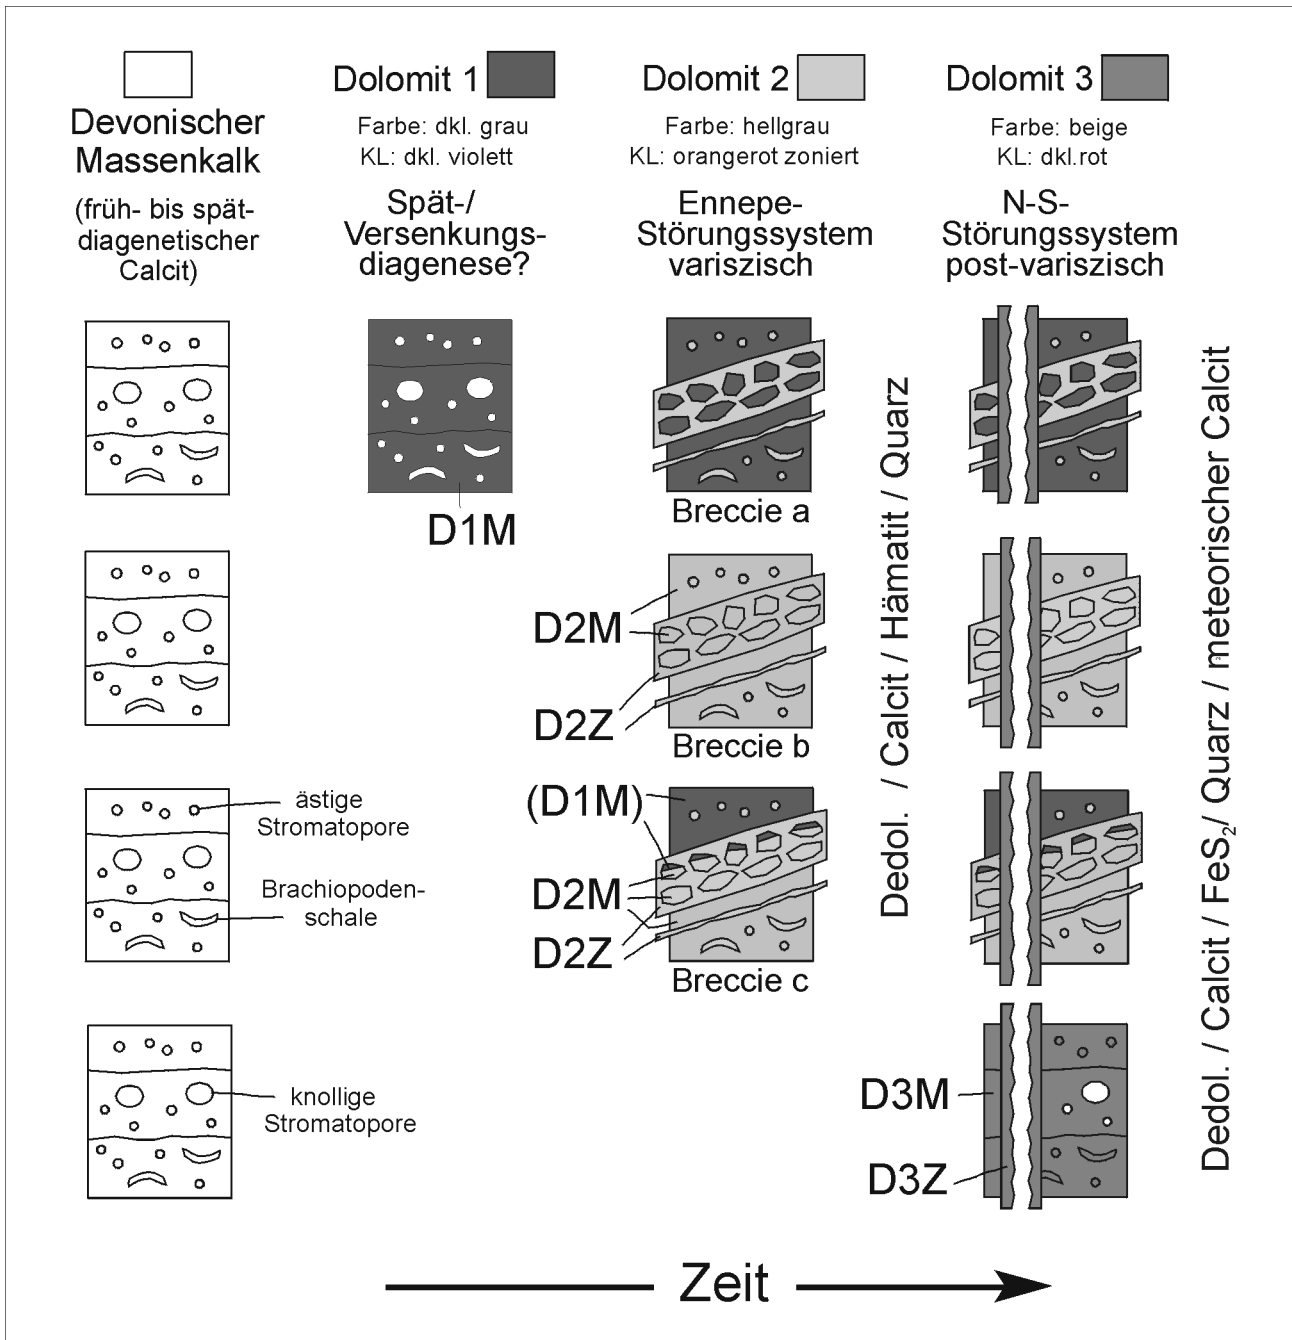 Devonischer
Massenkalk
(früh- bis spät-
diagenetischer
Calcit)
Dolomit 1
Farbe: dkl. grau
KL: dkl. violett
Spät-/
Versenkungs-
diagenese?
Dolomit 2
Farbe: hellgrau
KL: orangerot zoniert
Ennepe-
Störungssystem
variszisch
Dolomit 3
Farbe: beige
KL: dkl.rot
N-S-
Störungssystem
post-variszisch
D1M
Breccie a
D2M
D2Z
Breccie b
ästige
Stromatopore
Brachiopoden-
schale
(D1M)
D2M
D2Z
Breccie c
knollige
Stromatopore
D3M
D3Z
Dedol. / Calcit / Hämatit / Quarz
Dedol. / Calcit / FeS₂/ Quarz / meteorischer Calcit
Zeit